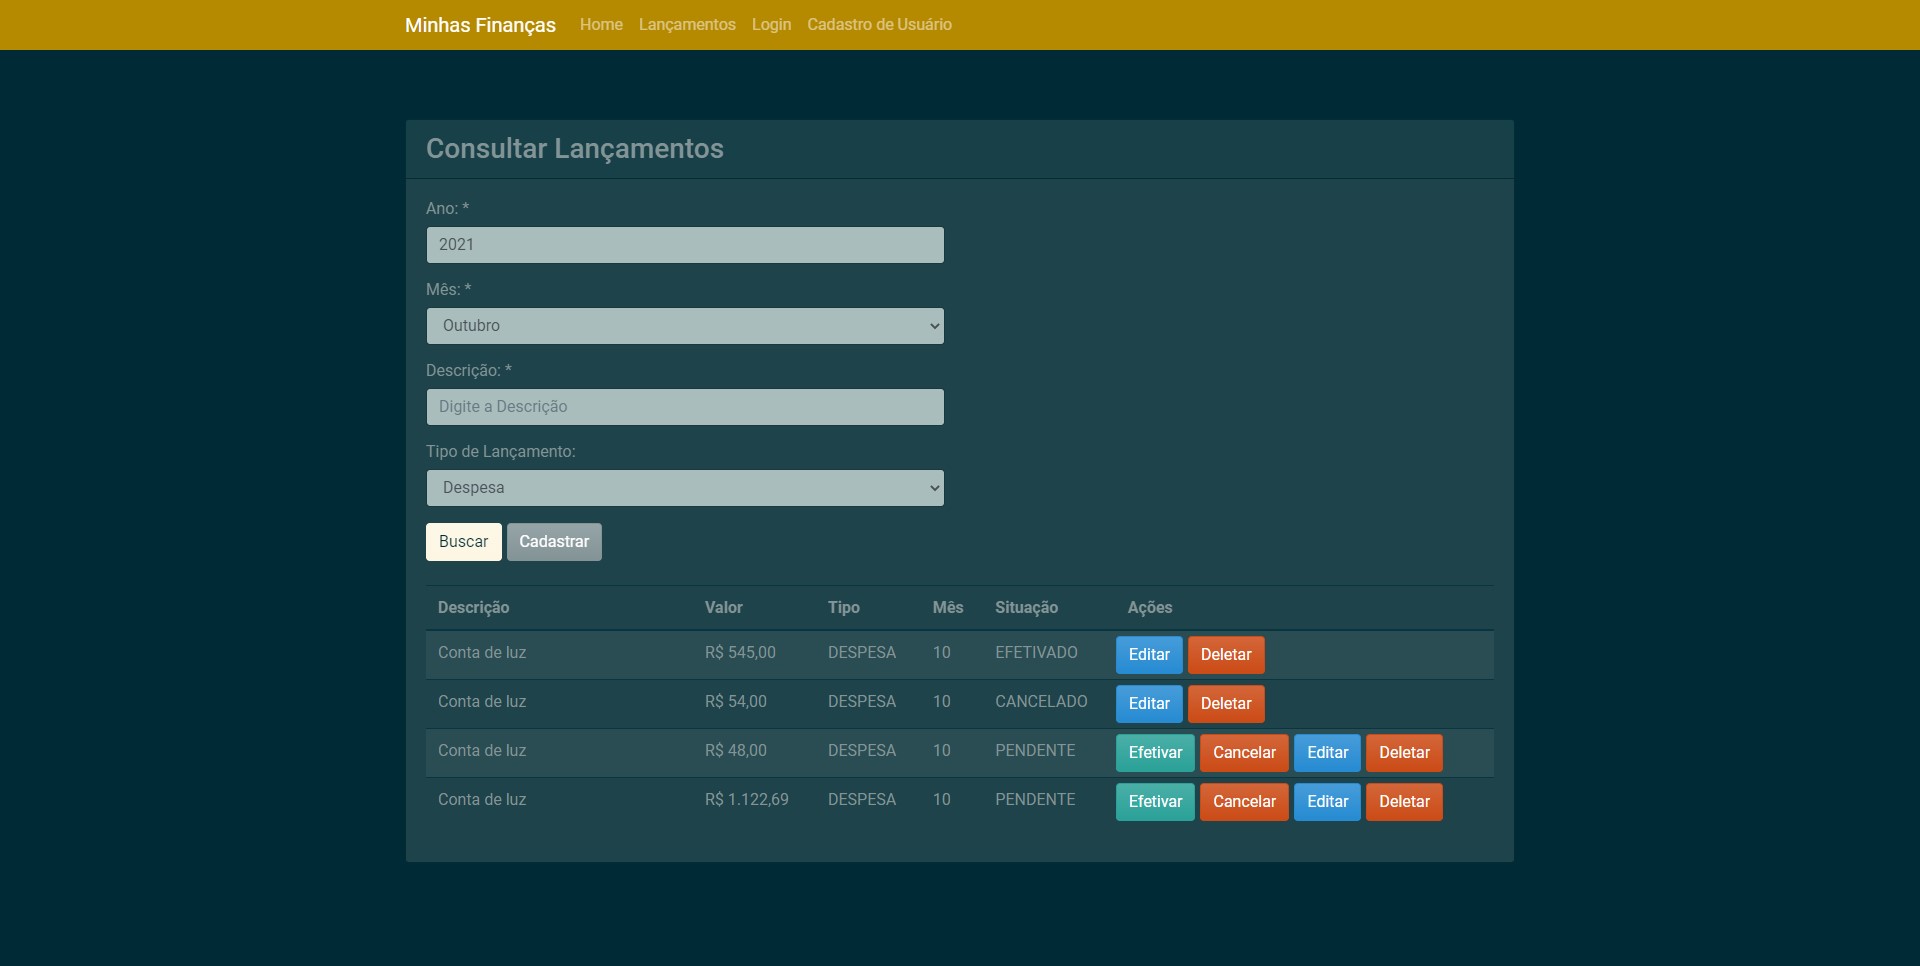 Minhas Finanças Home Lançamentos Login Cadastro de Usuário
Consultar Lançamentos
Ano: *
2021
Mês: *
Outubro
Descrição: *
Digite a Descrição
Tipo de Lançamento:
Despesa
Buscar Cadastrar
Descrição Valor Tipo Mês Situação Ações
Conta de luz R$ 545,00 DESPESA 10 EFETIVADO Editar Deletar
Conta de luz R$ 54,00 DESPESA 10 CANCELADO Editar Deletar
Conta de luz R$ 48,00 DESPESA 10 PENDENTE Efetivar Cancelar Editar Deletar
Conta de luz R$ 1.122,69 DESPESA 10 PENDENTE Efetivar Cancelar Editar Deletar